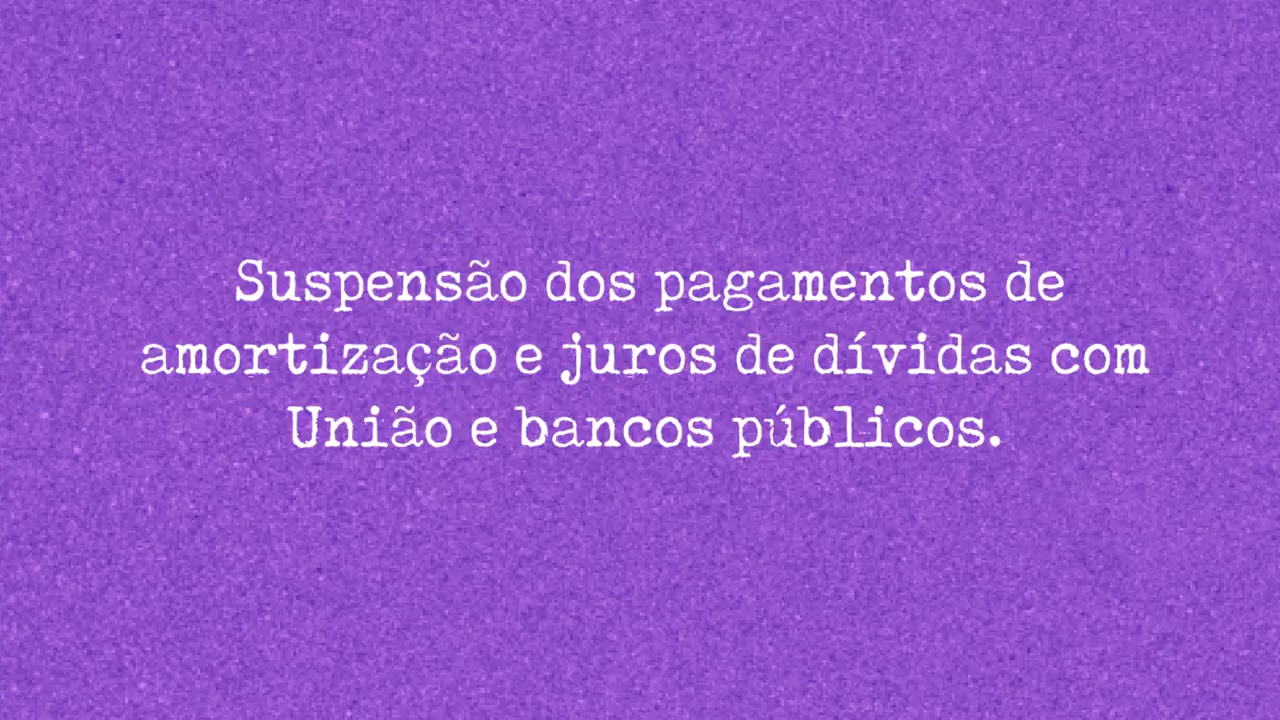 Suspensão dos pagamentos de
amortização e juros de dívidas com
União e bancos públicos.